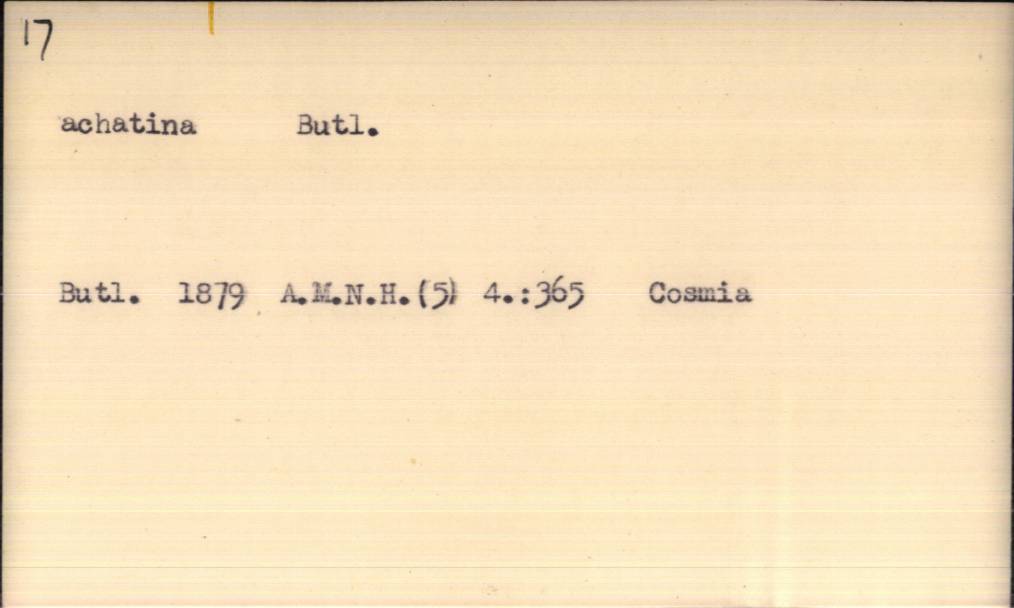 17
achatina Butl.
Butl. 1879 A.M.N.H.(5) 4.:365 Cosmia